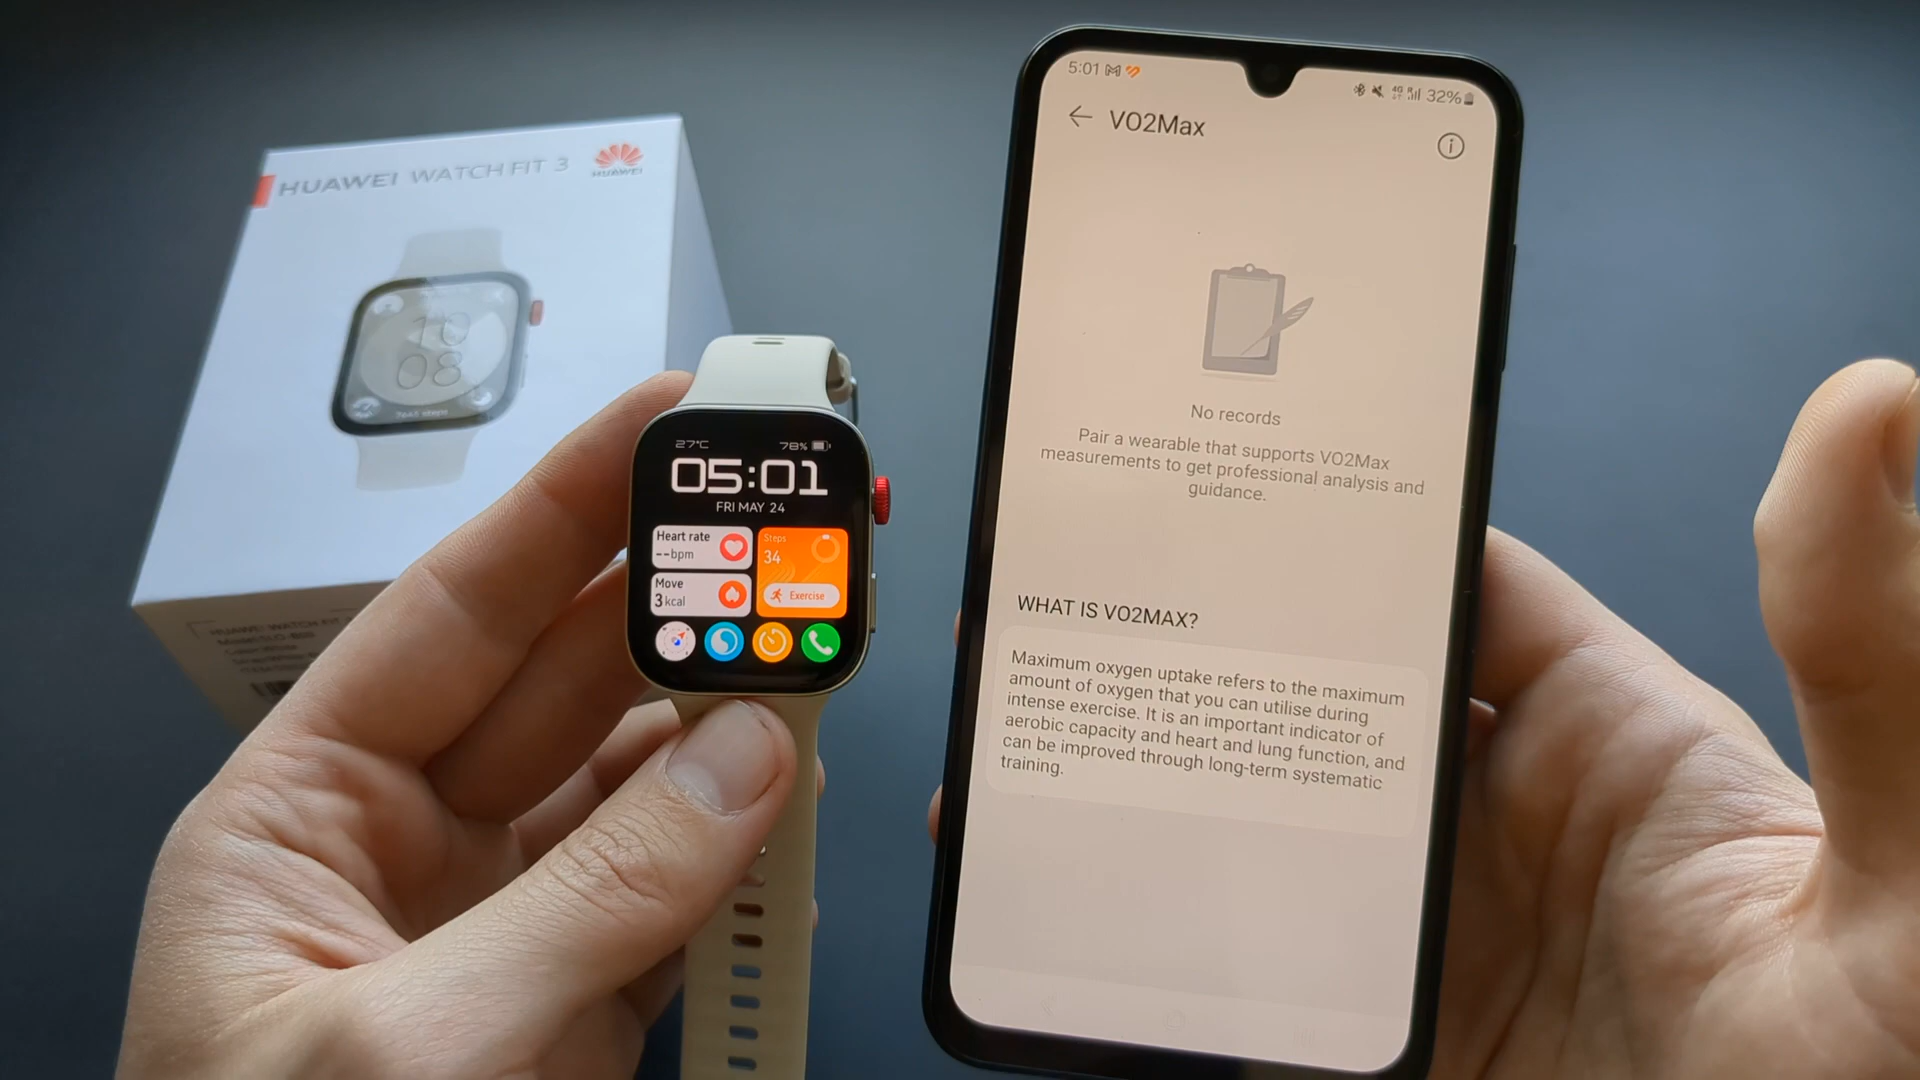 HUAWEI WATCH FIT 3
HUAWEI
10
08
27°C
78%
05:01
FRI MAY 24
Heart rate
--bpm
Steps
34
Move
3 kcal
Exercise
5:01
32%
VO2Max
No records
Pair a wearable that supports VO2Max
measurements to get professional analysis and
guidance.
WHAT IS VO2MAX?
Maximum oxygen uptake refers to the maximum
amount of oxygen that you can utilise during
intense exercise. It is an important indicator of
aerobic capacity and heart and lung function, and
can be improved through long-term systematic
training.